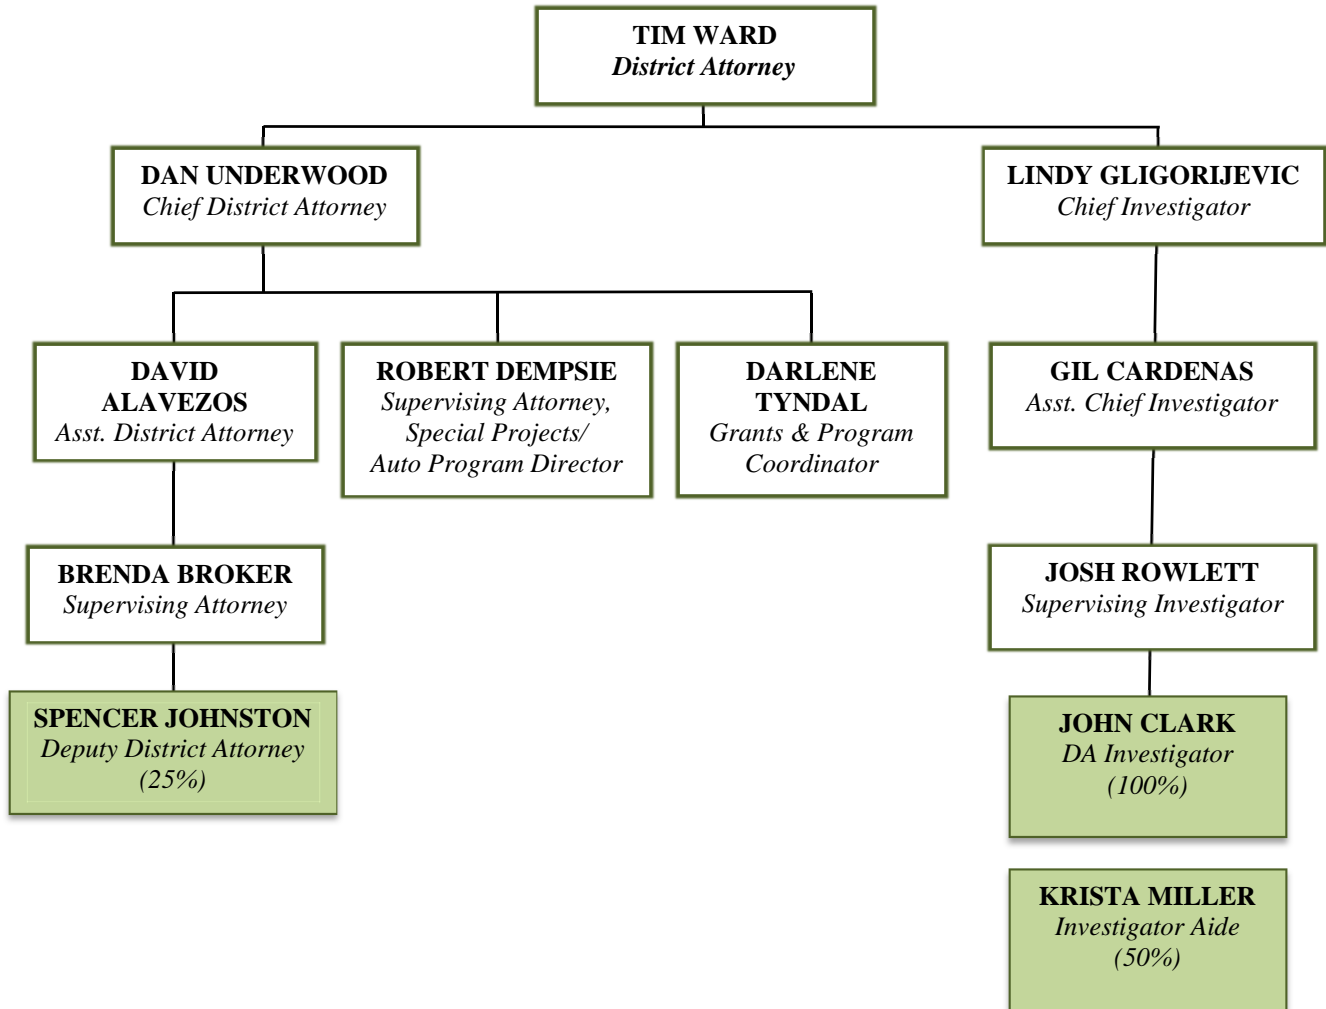 TIM WARD
District Attorney
DAN UNDERWOOD
Chief District Attorney
LINDY GLIGORIJEVIC
Chief Investigator
DAVID
ALAVEZOS
Asst. District Attorney
ROBERT DEMPSIE
Supervising Attorney,
Special Projects/
Auto Program Director
DARLENE
TYNDAL
Grants & Program
Coordinator
GIL CARDENAS
Asst. Chief Investigator
BRENDA BROKER
Supervising Attorney
JOSH ROWLETT
Supervising Investigator
SPENCER JOHNSTON
Deputy District Attorney
(25%)
JOHN CLARK
DA Investigator
(100%)
KRISTA MILLER
Investigator Aide
(50%)